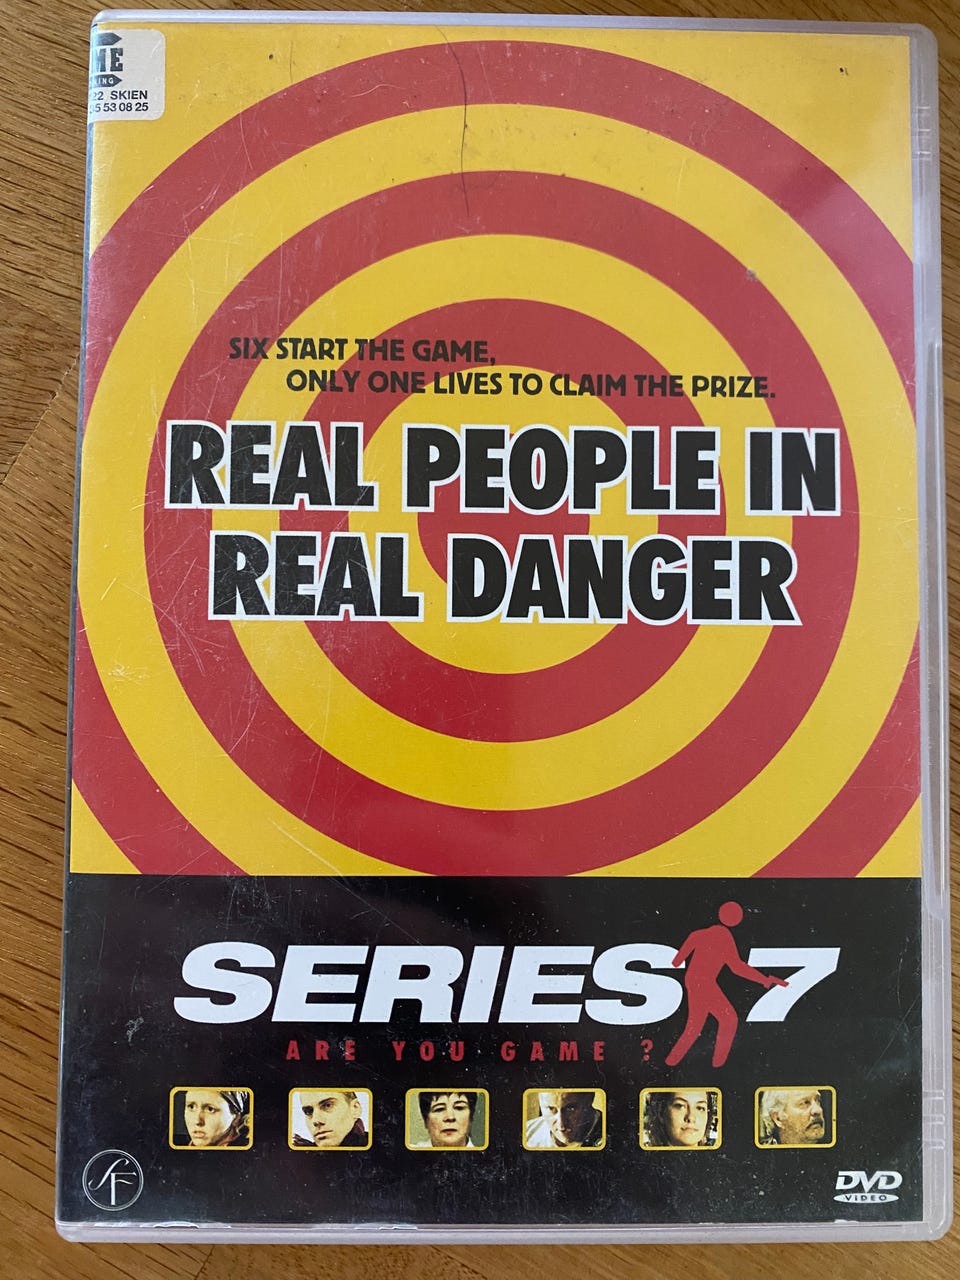 22 SKIEN
5 53 08 25
SIX START THE GAME,
ONLY ONE LIVES TO CLAIM THE PRIZE.
REAL PEOPLE IN
REAL DANGER
SERIES 7
ARE YOU GAME ?
SF
DVD
VIDEO